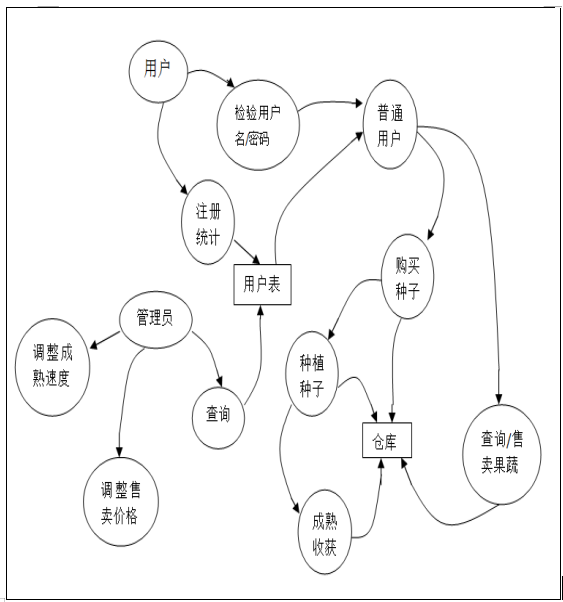 用户
检验用户
名/密码
普通
用户
注册
统计
用户表
购买
种子
管理员
调整成
熟速度
种植
种子
查询
仓库
查询/售
卖果蔬
调整售
卖价格
成熟
收获